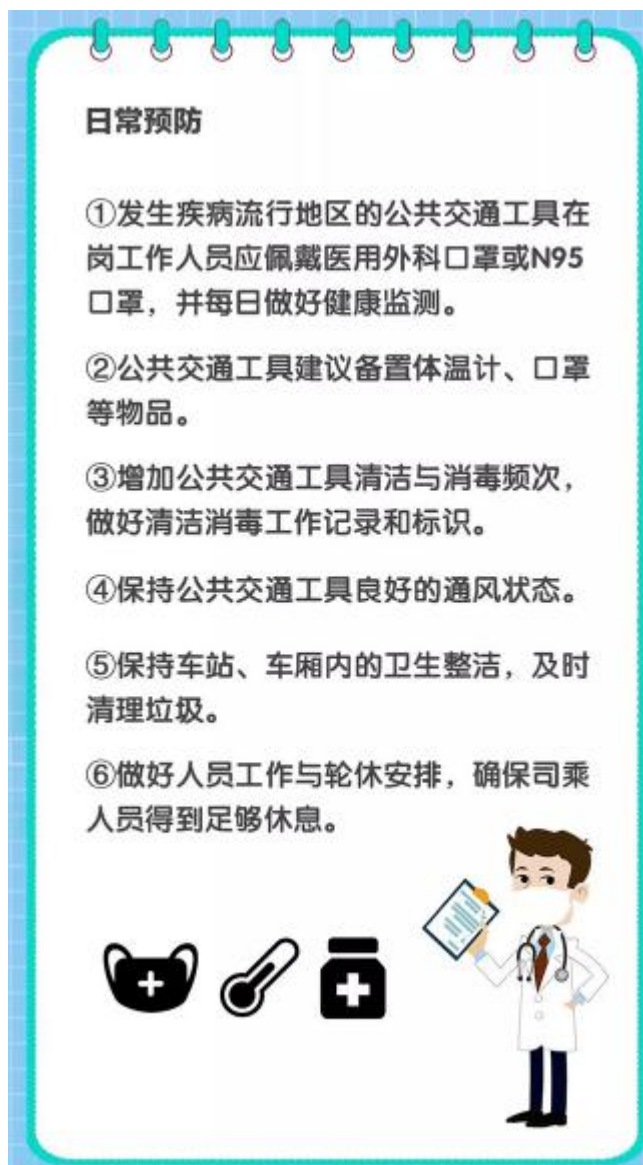 日常预防
①发生疾病流行地区的公共交通工具在
岗工作人员应佩戴医用外科口罩或N95
口罩，并每日做好健康监测。
②公共交通工具建议备置体温计、口罩
等物品。
③增加公共交通工具清洁与消毒频次，
做好清洁消毒工作记录和标识。
④保持公共交通工具良好的通风状态。
⑤保持车站、车厢内的卫生整洁，及时
清理垃圾。
⑥做好人员工作与轮休安排，确保司乘
人员得到足够休息。